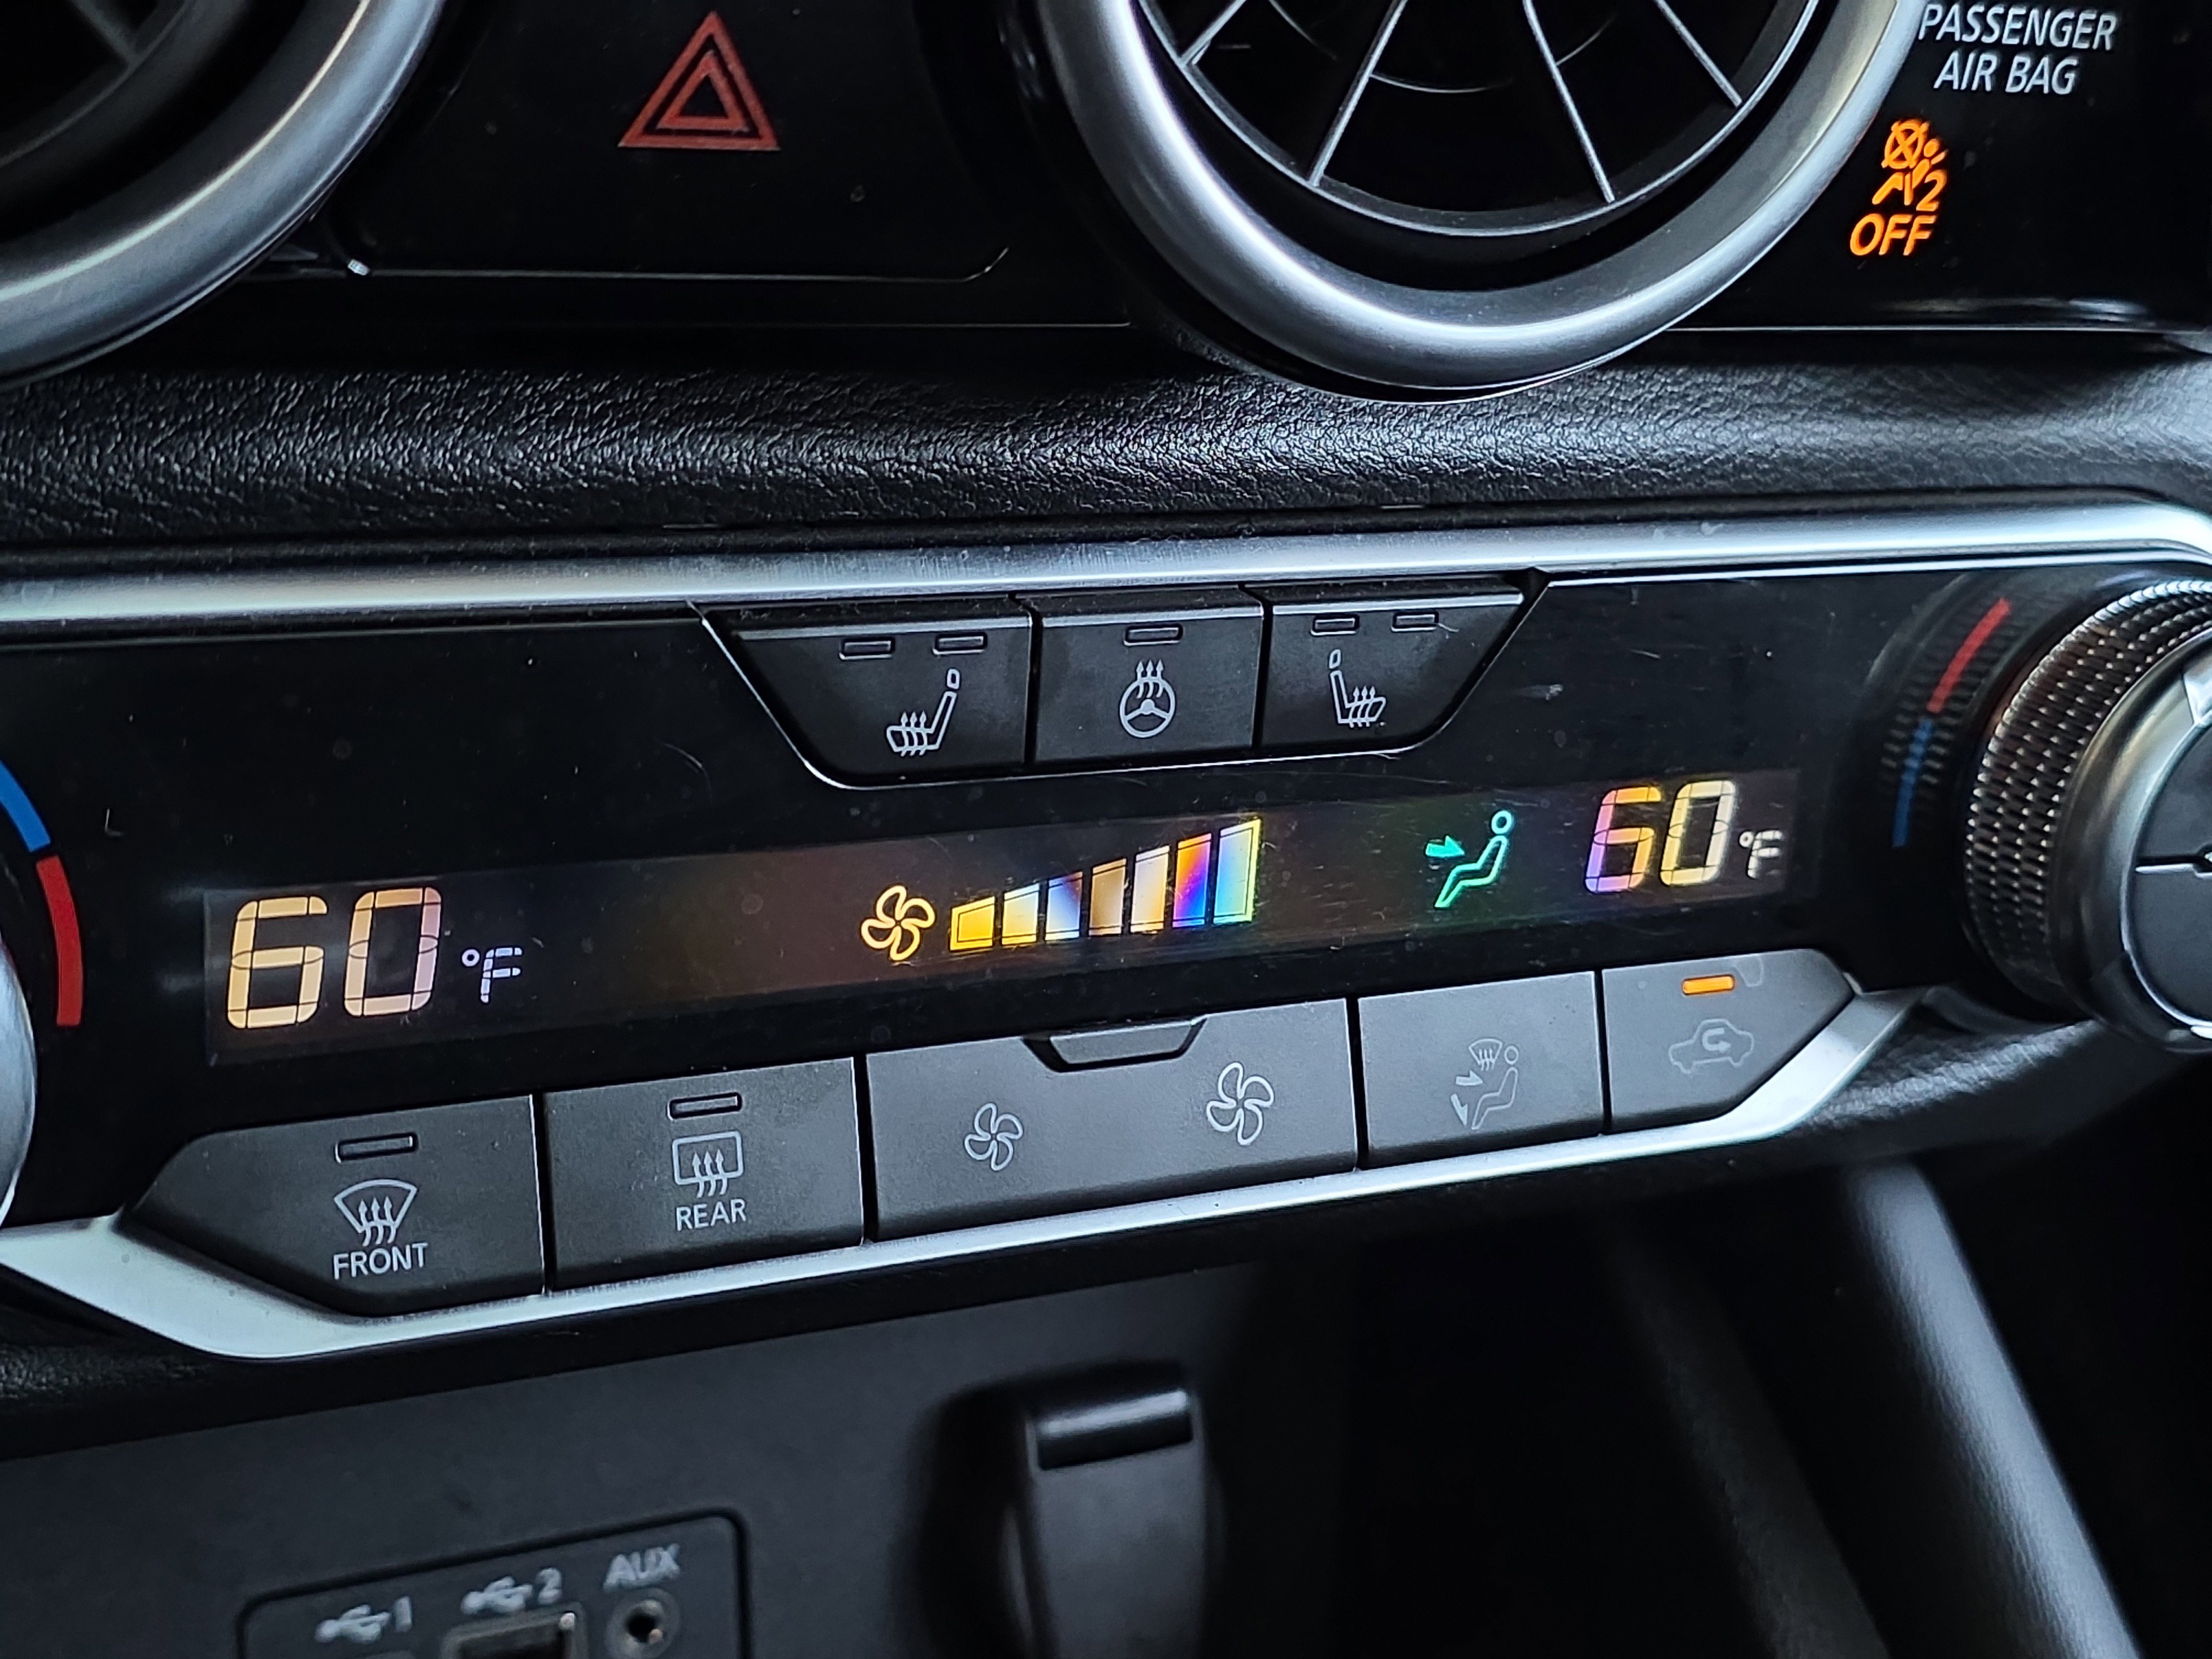 PASSENGER
AIR BAG
2
OFF
60 °F
60 °F
FRONT
REAR
1
2
AUX